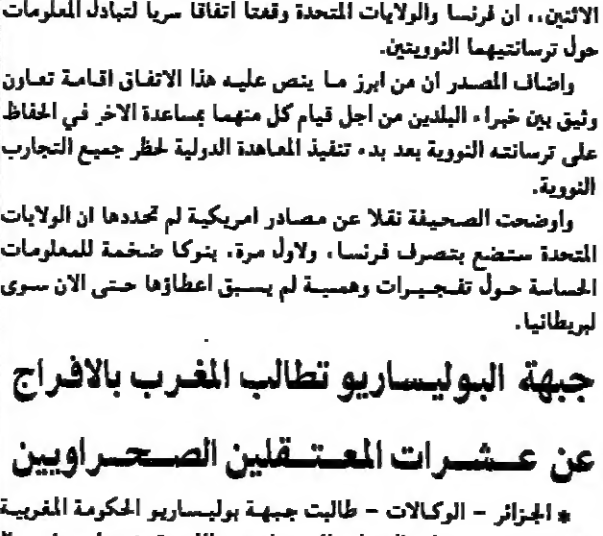 الاثنين،، ان فرنسا والولايات المتحدة وقعتا اتفاقا سريا لتبادل المعلومات
حول ترسانتيهما النوويتين.
واضاف المصدر ان من ابرز ما ينص عليه هذا الاتفاق اقامة تعاون
وثيق بين خبراء البلدين من اجل قيام كل منهما بمساعدة الاخر في الحفاظ
على ترسانته النووية بعد بدء تنفيذ المعاهدة الدولية لحظر جميع التجارب
النووية.
واوضحت الصحيفة نقلا عن مصادر امريكية لم تحددها ان الولايات
المتحدة ستضع بتصرف فرنسا، ولاول مرة، بنوكا ضخمة للمعلومات
الحساسة حول تفجيرات وهمية لم يسبق اعطاؤها حتى الان سوى
لبريطانيا.
جبهة البوليساريو تطالب المغرب بالافراج
عن عشرات المعتقلين الصحراويين
* الجزائر - الوكالات - طالبت جبهة بوليساريو الحكومة المغربية